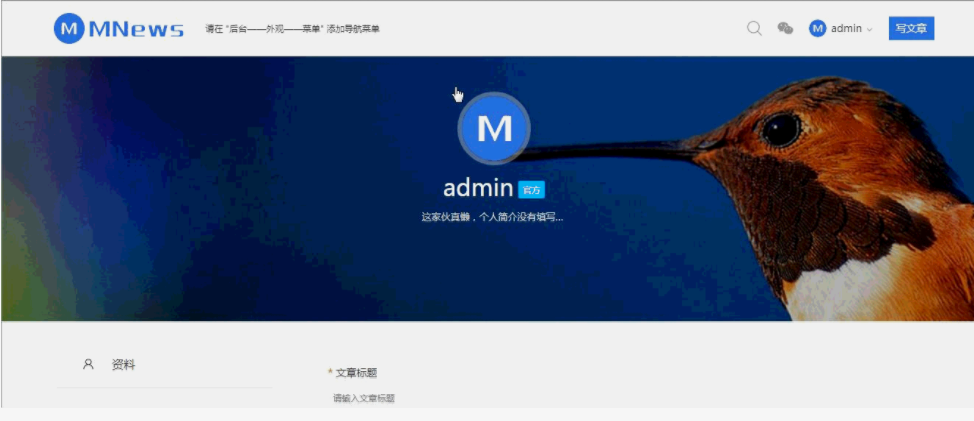 M MNews 请在 "后台——外观——菜单" 添加导航菜单 M admin 写文章
M
admin 官方
这家伙真懒，个人简介没有填写...
资料
* 文章标题
请输入文章标题